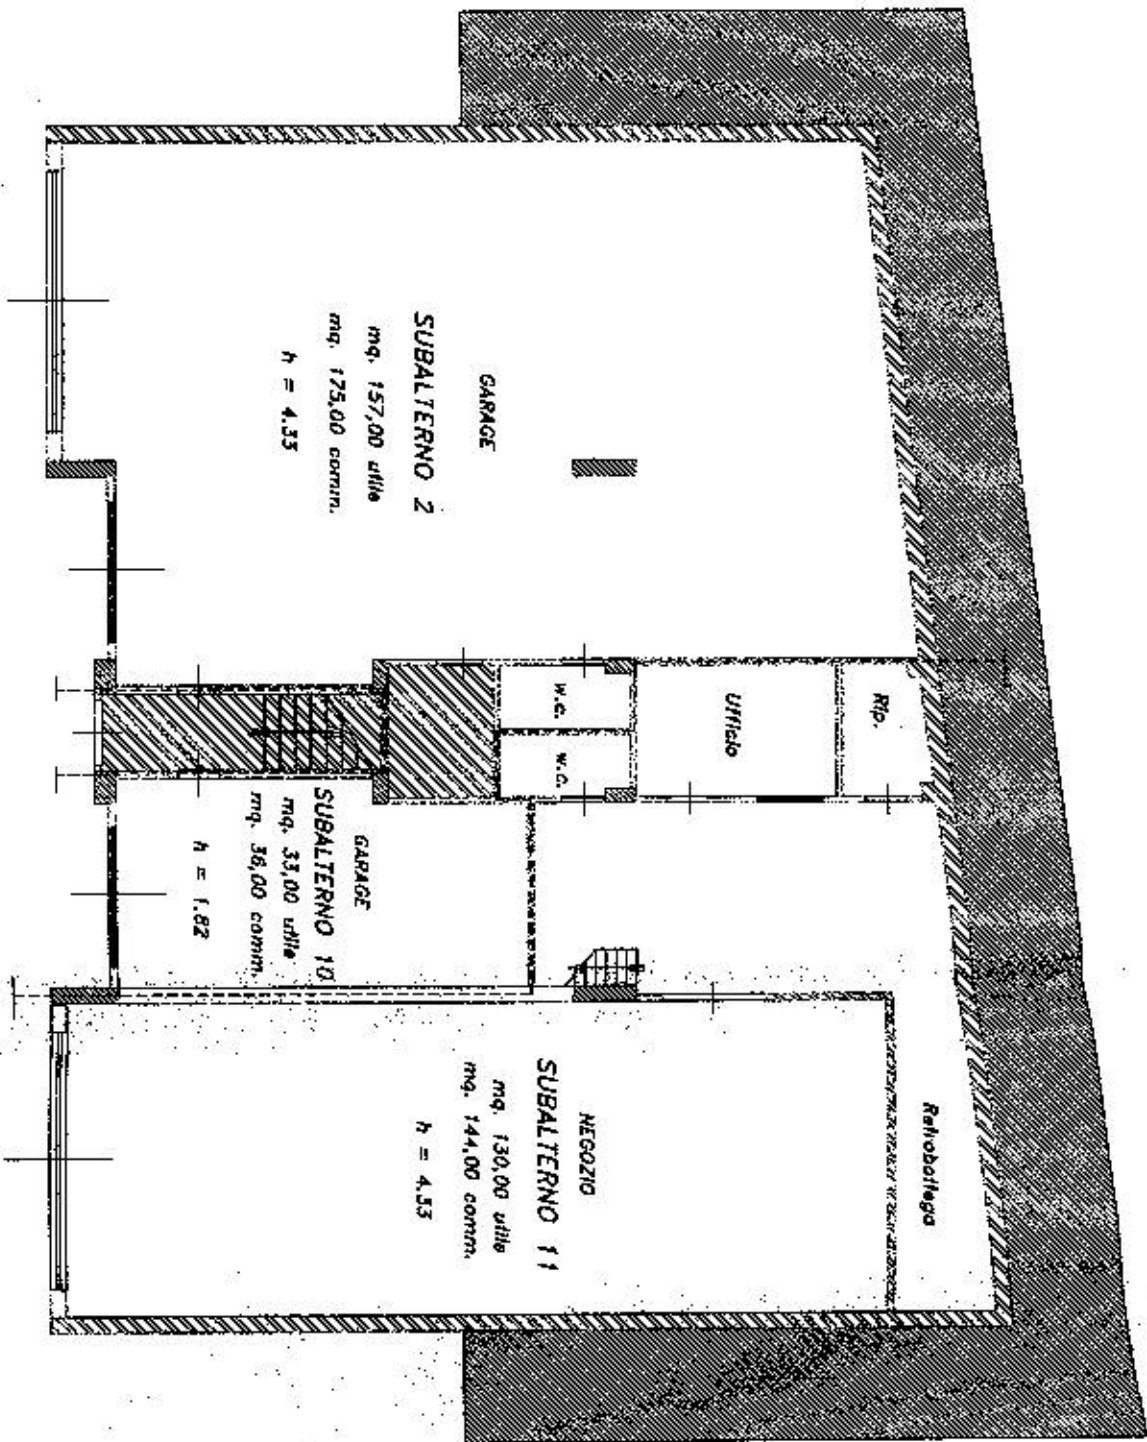 GARAGE
SUBALTERNO 2
mq. 157,00 utile
mq. 175,00 comm.
h = 4.33
Rip.
Ufficio
W.C.
W.C.
GARAGE
SUBALTERNO 10
mq. 33,00 utile
mq. 36,00 comm.
h = 1.82
Retrobottega
NEGOZIO
SUBALTERNO 11
mq. 130,00 utile
mq. 144,00 comm.
h = 4.33